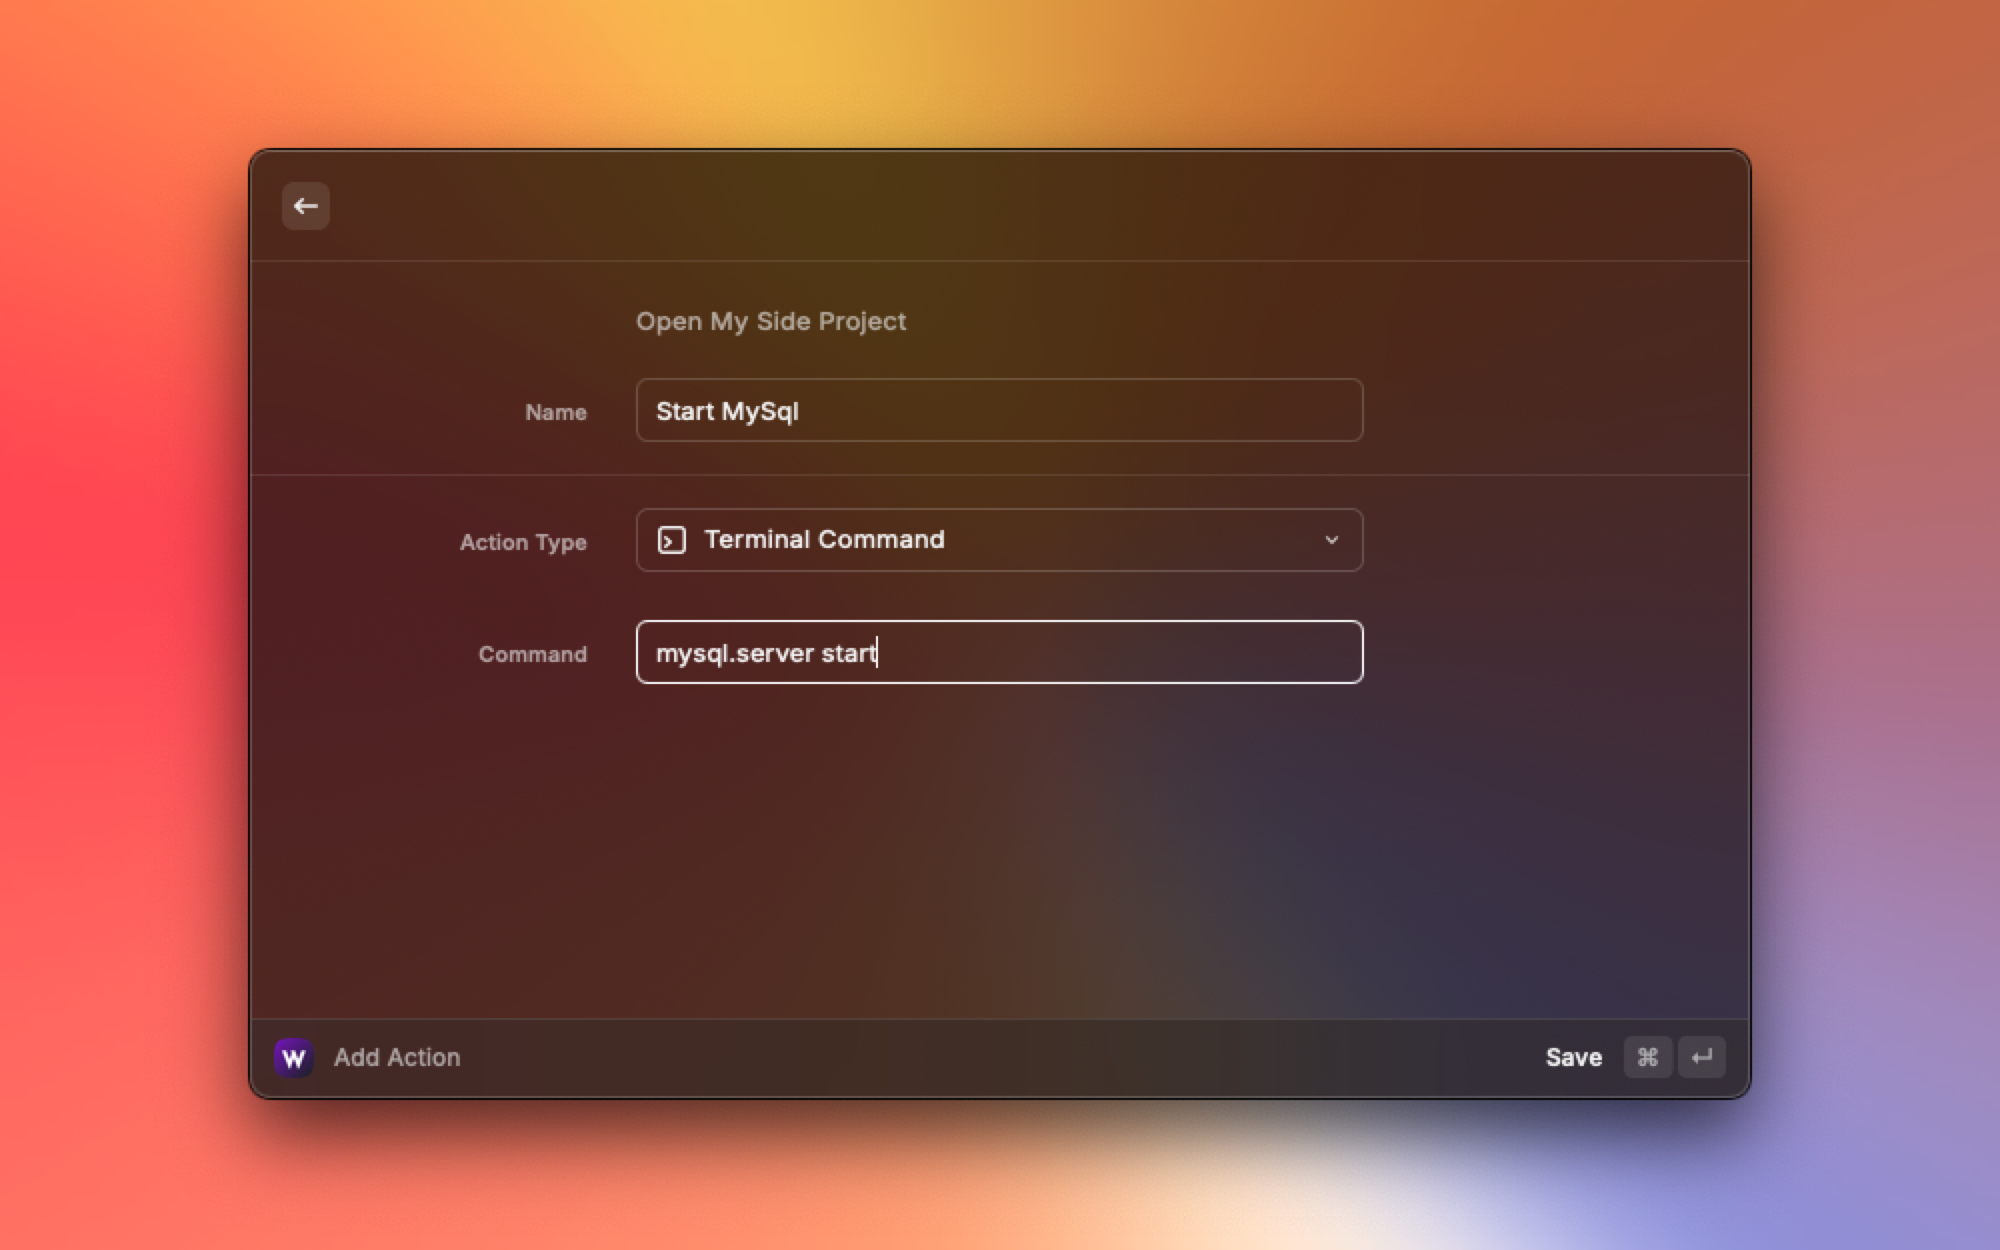 Open My Side Project
Name
Start MySql
Action Type
Terminal Command
Command
mysql.server start
W
Add Action
Save ⌘ ↵